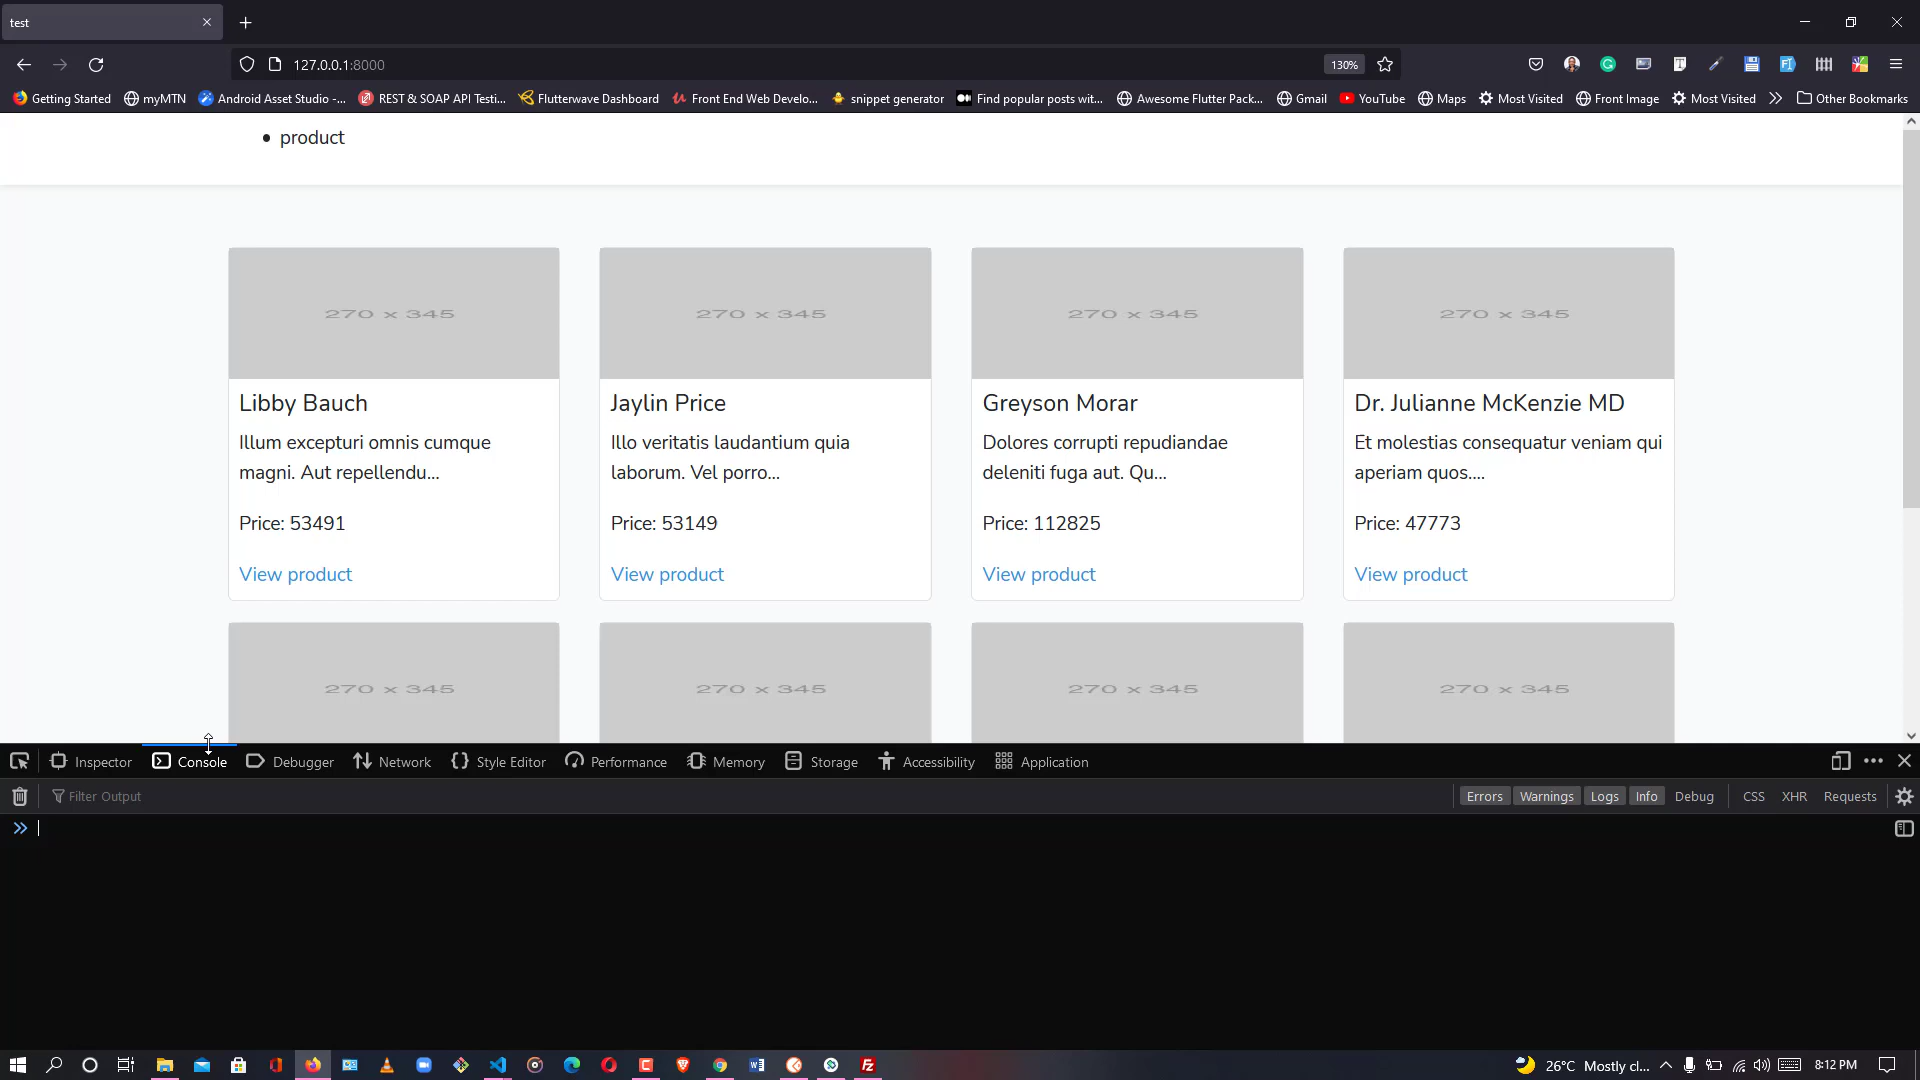 test
127.0.0.1:8000
130%
Getting Started
myMTN
Android Asset Studio -...
REST & SOAP API Testi...
Flutterwave Dashboard
Front End Web Develo...
snippet generator
Find popular posts wit...
Awesome Flutter Pack...
Gmail
YouTube
Maps
Most Visited
Front Image
Most Visited
Other Bookmarks
product
270 x 345
270 x 345
270 x 345
270 x 345
Libby Bauch
Illum excepturi omnis cumque
magni. Aut repellendu...
Price: 53491
View product
Jaylin Price
Illo veritatis laudantium quia
laborum. Vel porro...
Price: 53149
View product
Greyson Morar
Dolores corrupti repudiandae
deleniti fuga aut. Qu...
Price: 112825
View product
Dr. Julianne McKenzie MD
Et molestias consequatur veniam qui
aperiam quos....
Price: 47773
View product
270 x 345
270 x 345
270 x 345
270 x 345
Inspector
Console
Debugger
Network
Style Editor
Performance
Memory
Storage
Accessibility
Application
Filter Output
Errors
Warnings
Logs
Info
Debug
CSS
XHR
Requests
26°C Mostly cl...
8:12 PM